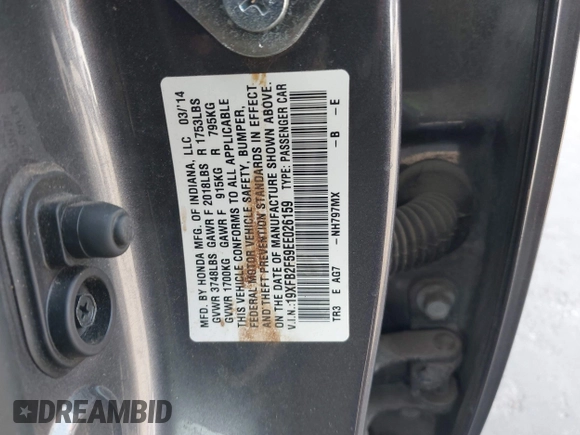 MFD. BY HONDA MFG. OF INDIANA, LLC 03/'14
GVWR 3748LBS GAWR F 2018LBS R 1753LBS
GVWR 1700KG GAWR F 915KG R 795KG
THIS VEHICLE CONFORMS TO ALL APPLICABLE
FEDERAL MOTOR VEHICLE SAFETY, BUMPER,
AND THEFT PREVENTION STANDARDS IN EFFECT
ON THE DATE OF MANUFACTURE SHOWN ABOVE.
V.I.N.:19XFB2F59EE026159 TYPE: PASSENGER CAR
TR3 E AG7 -NH797MX -B -E
DREAMBID